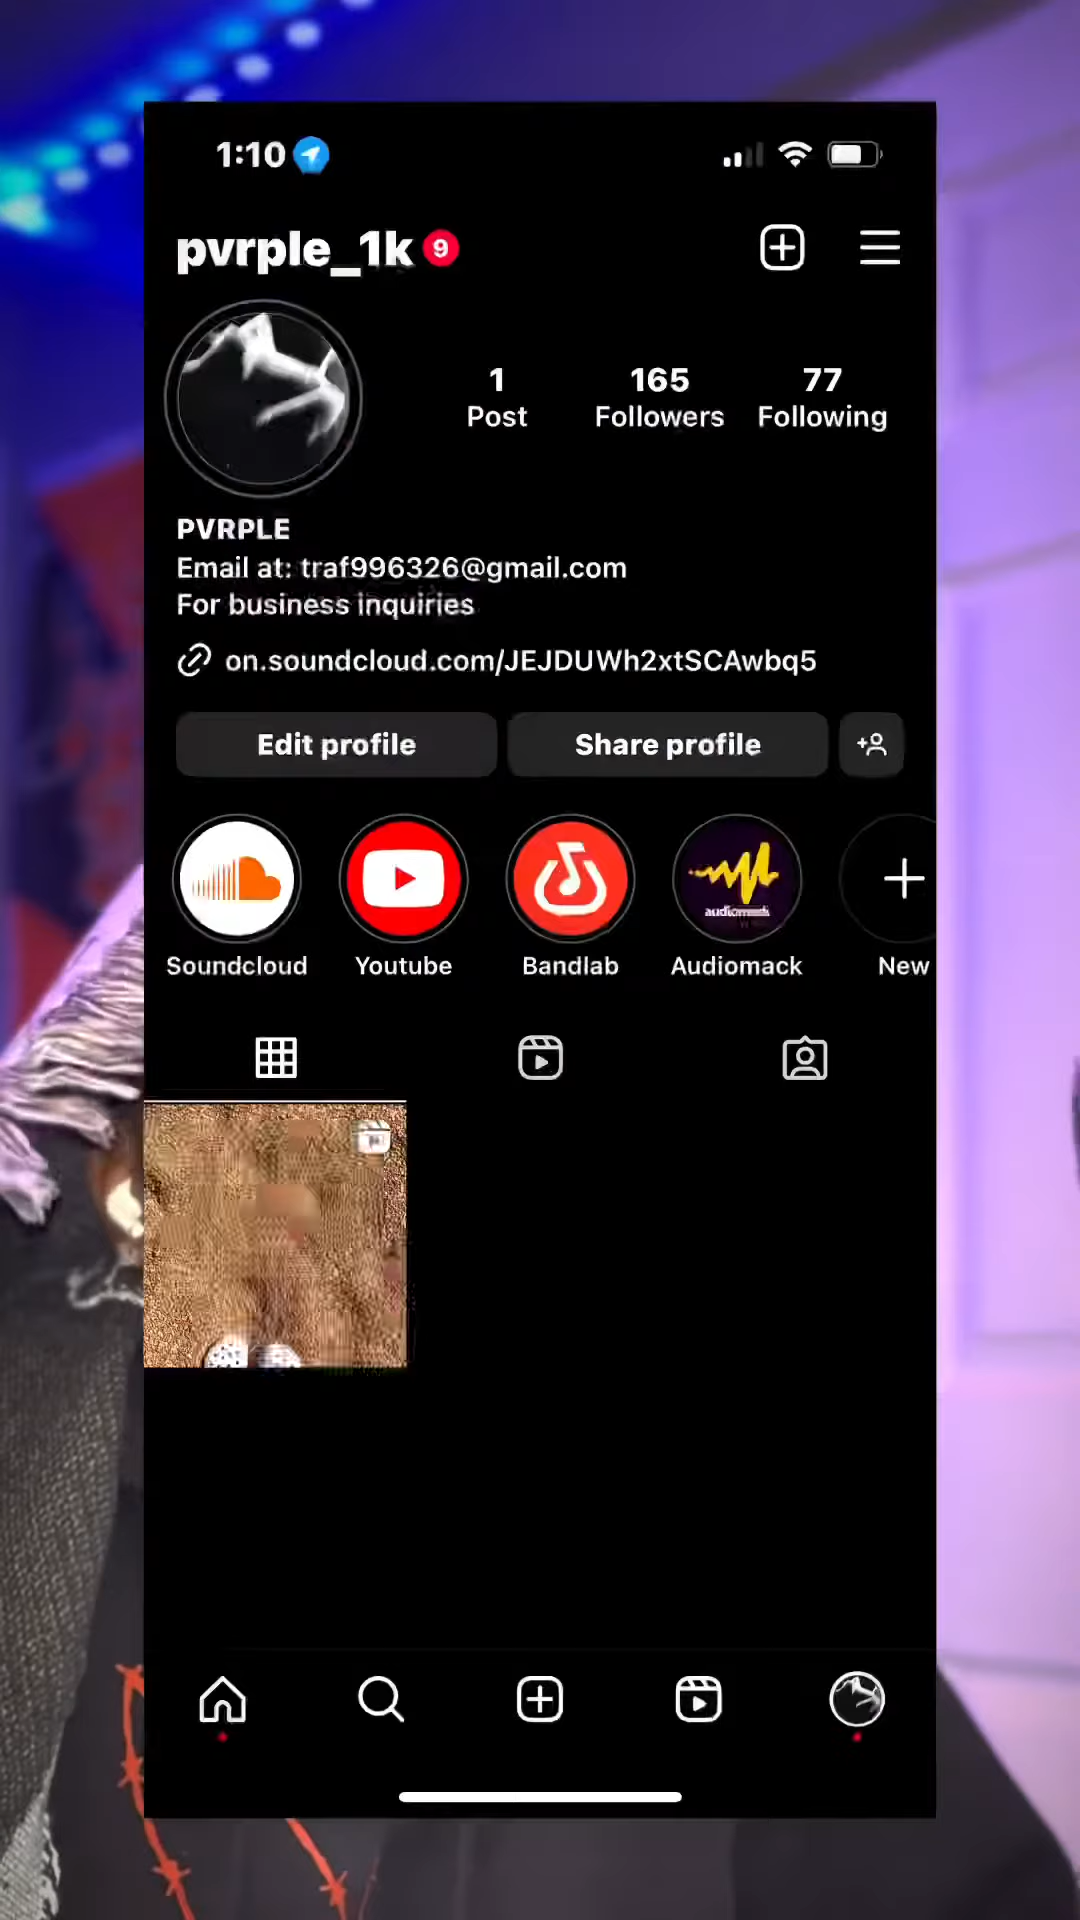 1:10
pvrple_1k 9
1 Post
165 Followers
77 Following
PVRPLE
Email at: traf996326@gmail.com
For business inquiries
on.soundcloud.com/JEJDUWh2xtSCAwbq5
Edit profile
Share profile
audiomack
Soundcloud
Youtube
Bandlab
Audiomack
New